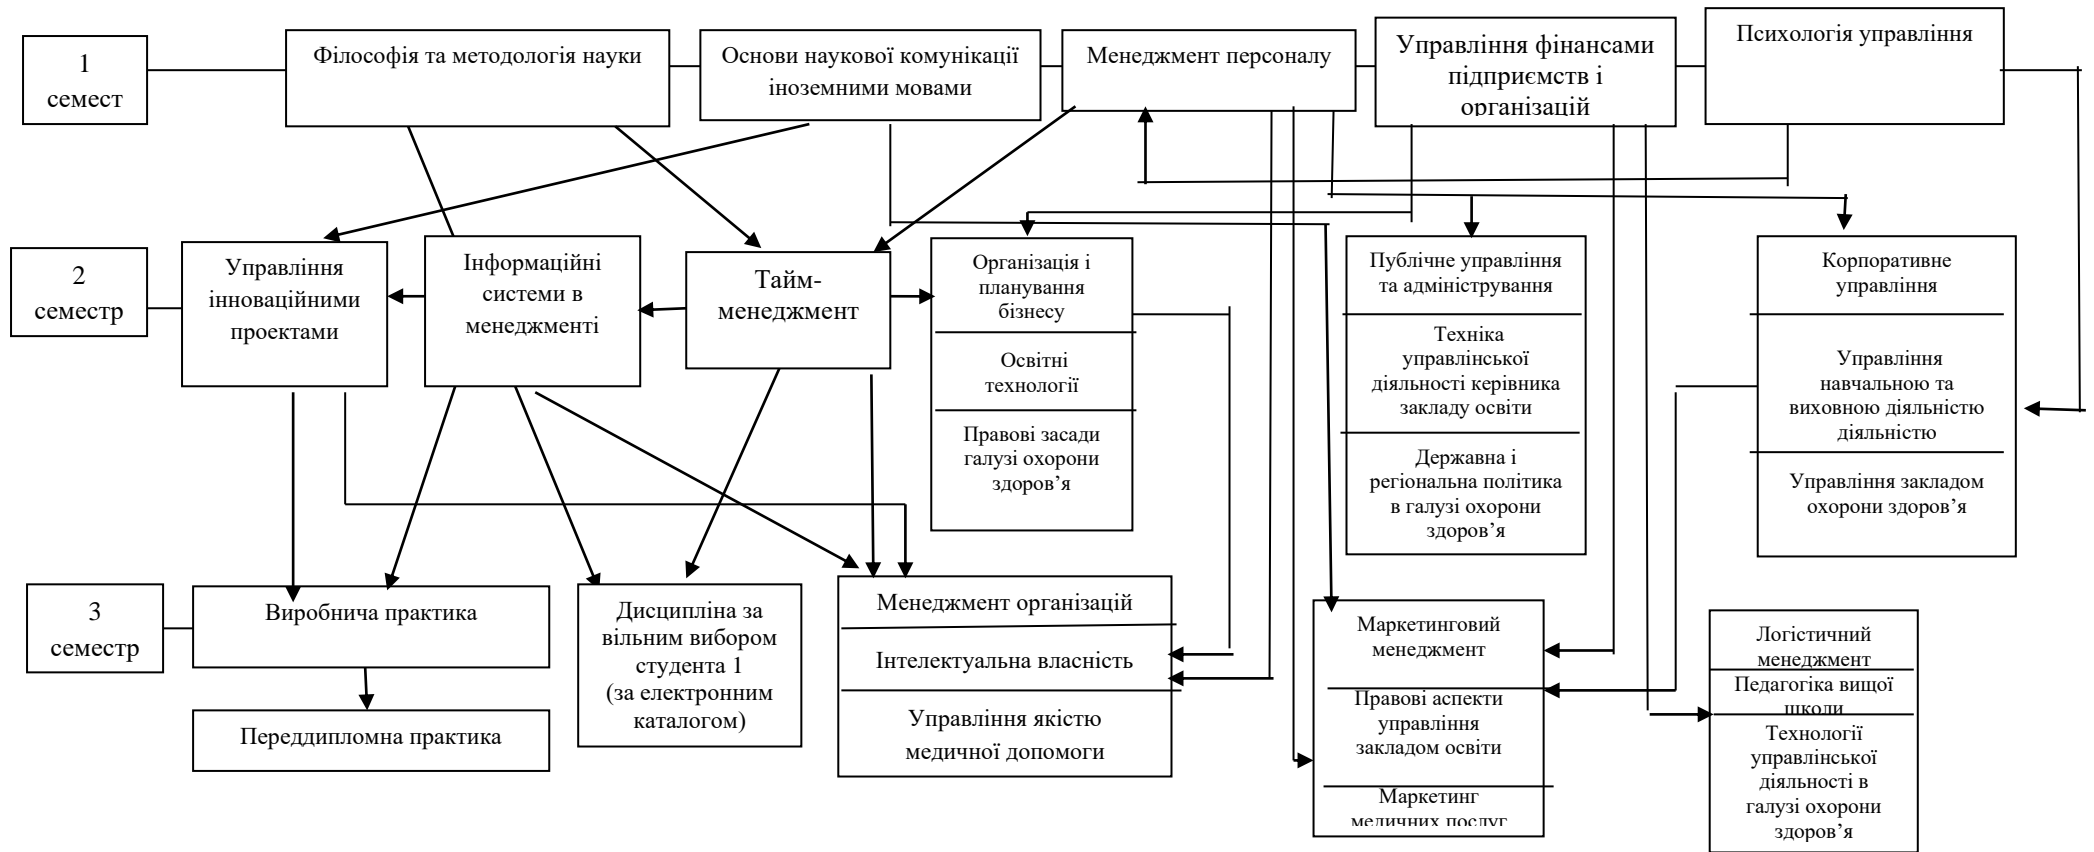 1
семест
Філософія та методологія науки
Основи наукової комунікації
іноземними мовами
Менеджмент персоналу
Управління фінансами
підприємств і
організацій
Психологія управління
2
семестр
Управління
інноваційними
проектами
Інформаційні
системи в
менеджменті
Тайм-
менеджмент
Організація і
планування
бізнесу
Освітні
технології
Правові засади
галузі охорони
здоров’я
Публічне управління
та адміністрування
Техніка
управлінської
діяльності керівника
закладу освіти
Державна і
регіональна політика
в галузі охорони
здоров’я
Корпоративне
управління
Управління
навчальною та
виховною діяльністю
діяльністю
Управління закладом
охорони здоров’я
3
семестр
Виробнича практика
Переддипломна практика
Дисципліна за
вільним вибором
студента 1
(за електронним
каталогом)
Менеджмент організацій
Інтелектуальна власність
Управління якістю
медичної допомоги
Маркетинговий
менеджмент
Правові аспекти
управління
закладом освіти
Маркетинг
медичних послуг
Логістичний
менеджмент
Педагогіка вищої
школи
Технології
управлінської
діяльності в
галузі охорони
здоров’я